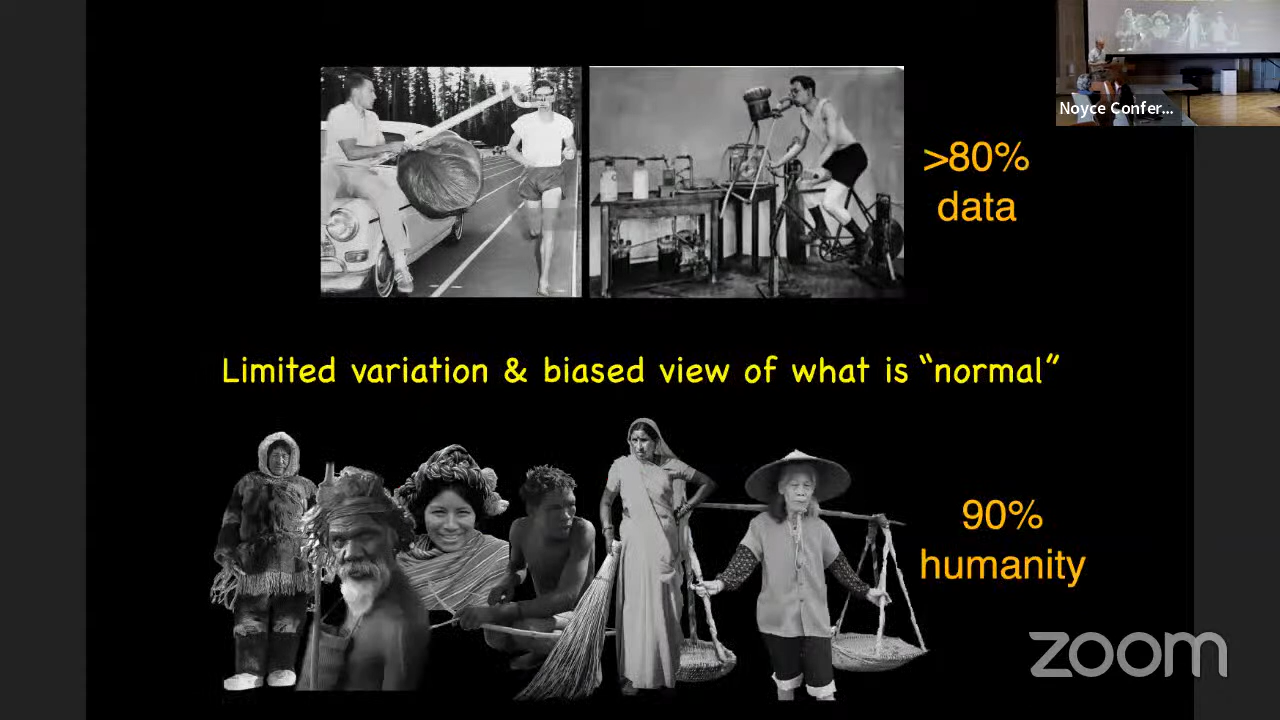 Noyce Confer...
>80%
data
Limited variation & biased view of what is “normal”
90%
humanity
zoom